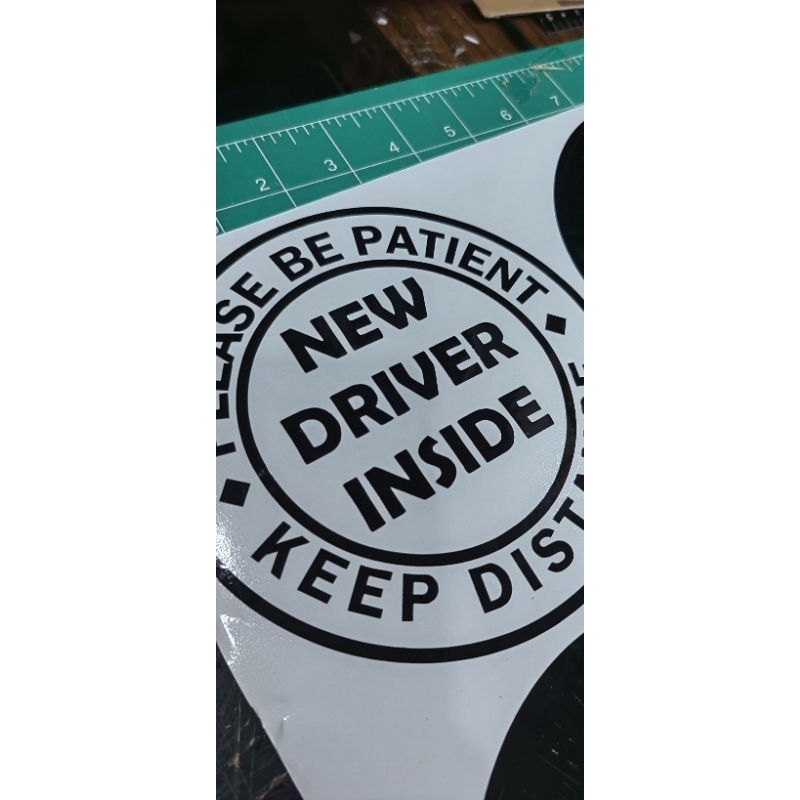 2 3 4 5 6 7
PLEASE BE PATIENT
NEW
DRIVER
INSIDE
KEEP DIST